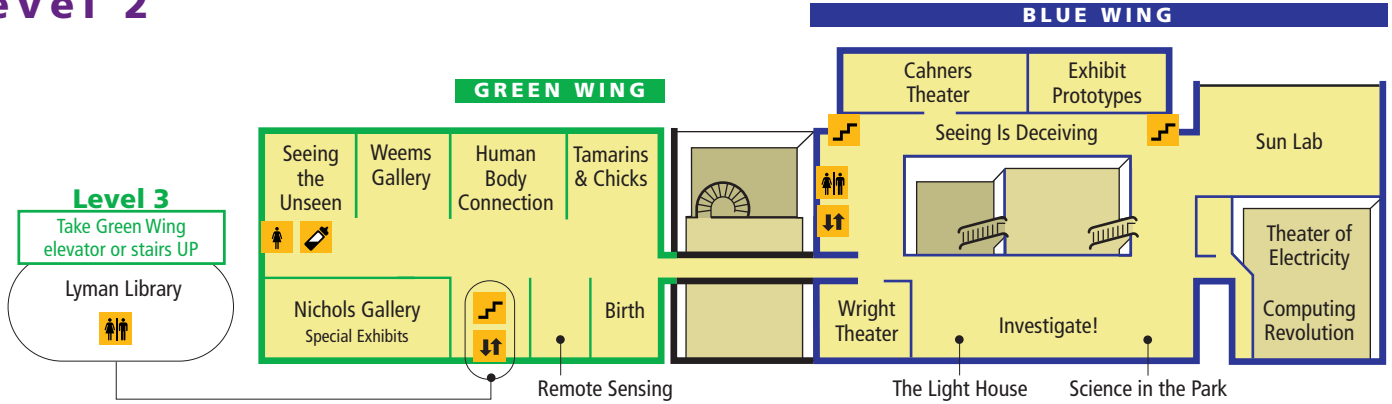 evel 2
BLUE WING
GREEN WING
Cahners
Theater
Exhibit
Prototypes
Seeing Is Deceiving
Sun Lab
Seeing
the
Unseen
Weems
Gallery
Human
Body
Connection
Tamarins
& Chicks
Level 3
Take Green Wing
elevator or stairs UP
Lyman Library
Theater of
Electricity
Computing
Revolution
Nichols Gallery
Special Exhibits
Birth
Wright
Theater
Investigate!
Remote Sensing
The Light House
Science in the Park